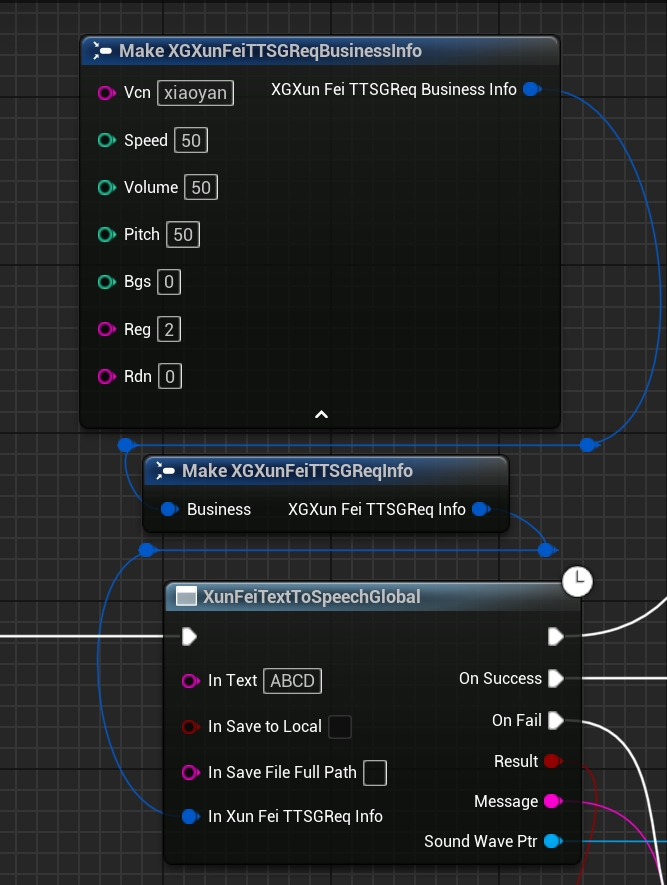 Make XGXunFeiTTSGReqBusinessInfo
Vcn xiaoyan XGXun Fei TTSGReq Business Info
Speed 50
Volume 50
Pitch 50
Bgs 0
Reg 2
Rdn 0
Make XGXunFeiTTSGReqInfo
Business XGXun Fei TTSGReq Info
XunFeiTextToSpeechGlobal
In Text ABCD On Success
In Save to Local On Fail
Result
In Save File Full Path
Message
In Xun Fei TTSGReq Info
Sound Wave Ptr